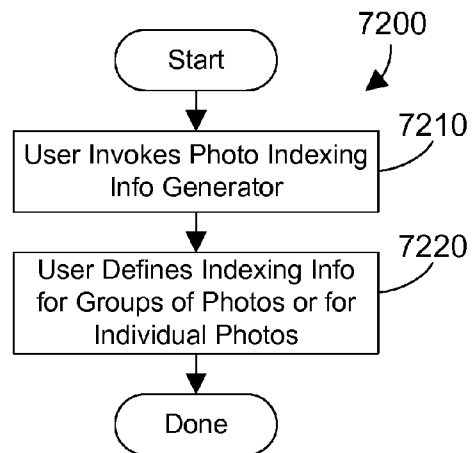 7200
Start
7210
User Invokes Photo Indexing
Info Generator
7220
User Defines Indexing Info
for Groups of Photos or for
Individual Photos
Done